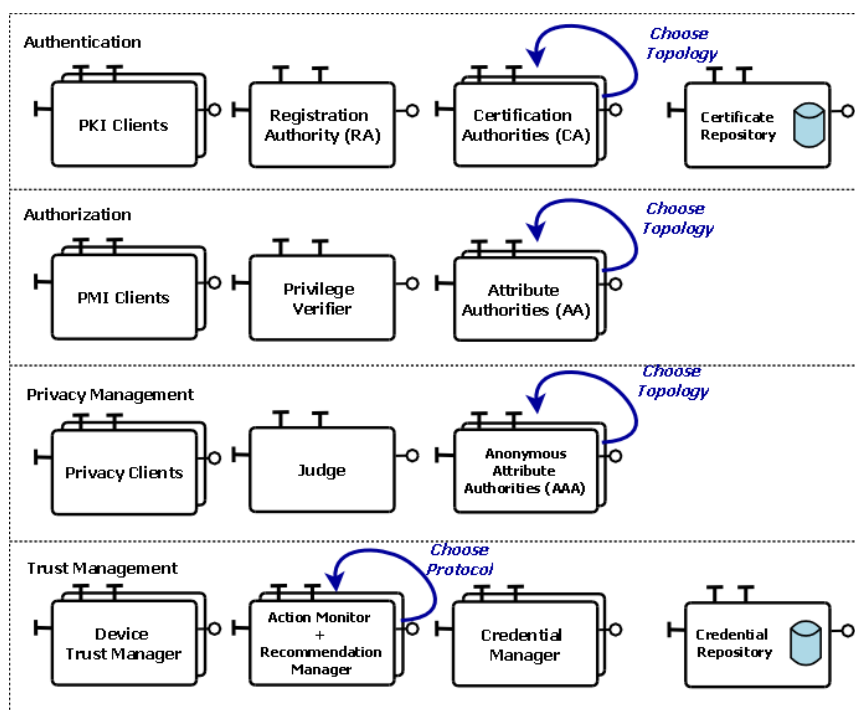 Authentication
Choose
Topology
PKI Clients
Registration
Authority (RA)
Certification
Authorities (CA)
Certificate
Repository
Authorization
Choose
Topology
PMI Clients
Privilege
Verifier
Attribute
Authorities (AA)
Privacy Management
Choose
Topology
Privacy Clients
Judge
Anonymous
Attribute
Authorities (AAA)
Trust Management
Choose
Protocol
Device
Trust Manager
Action Monitor
+
Recommendation
Manager
Credential
Manager
Credential
Repository